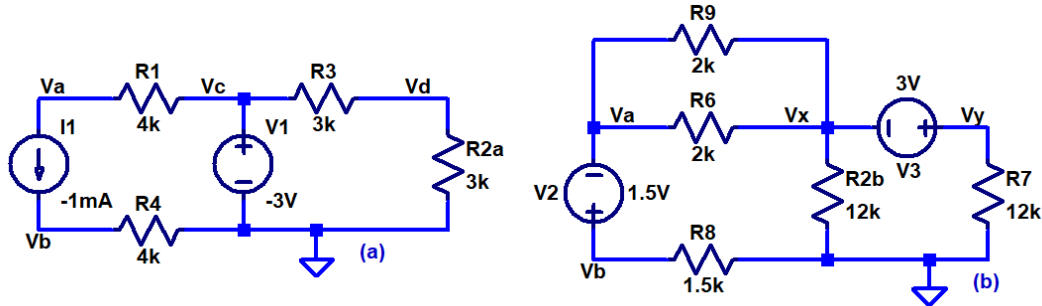 R1
Va
Vc
R3
Vd
4k
3k
I1
V1
R2a
3k
-1mA
R4
-3V
Vb
4k
(a)
R9
2k
3V
Va
R6
Vx
Vy
2k
V3
V2
1.5V
R2b
R7
R8
12k
12k
Vb
1.5k
(b)